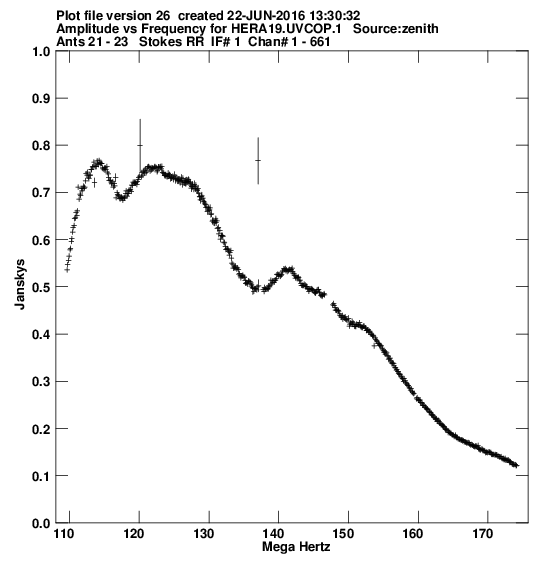 Plot file version 26 created 22-JUN-2016 13:30:32
Amplitude vs Frequency for HERA19.UVCOP.1 Source:zenith
Ants 21 - 23 Stokes RR IF# 1 Chan# 1 - 661
1.0
0.9
0.8
0.7
0.6
0.5
0.4
0.3
0.2
0.1
0.0
Janskys
110 120 130 140 150 160 170
Mega Hertz